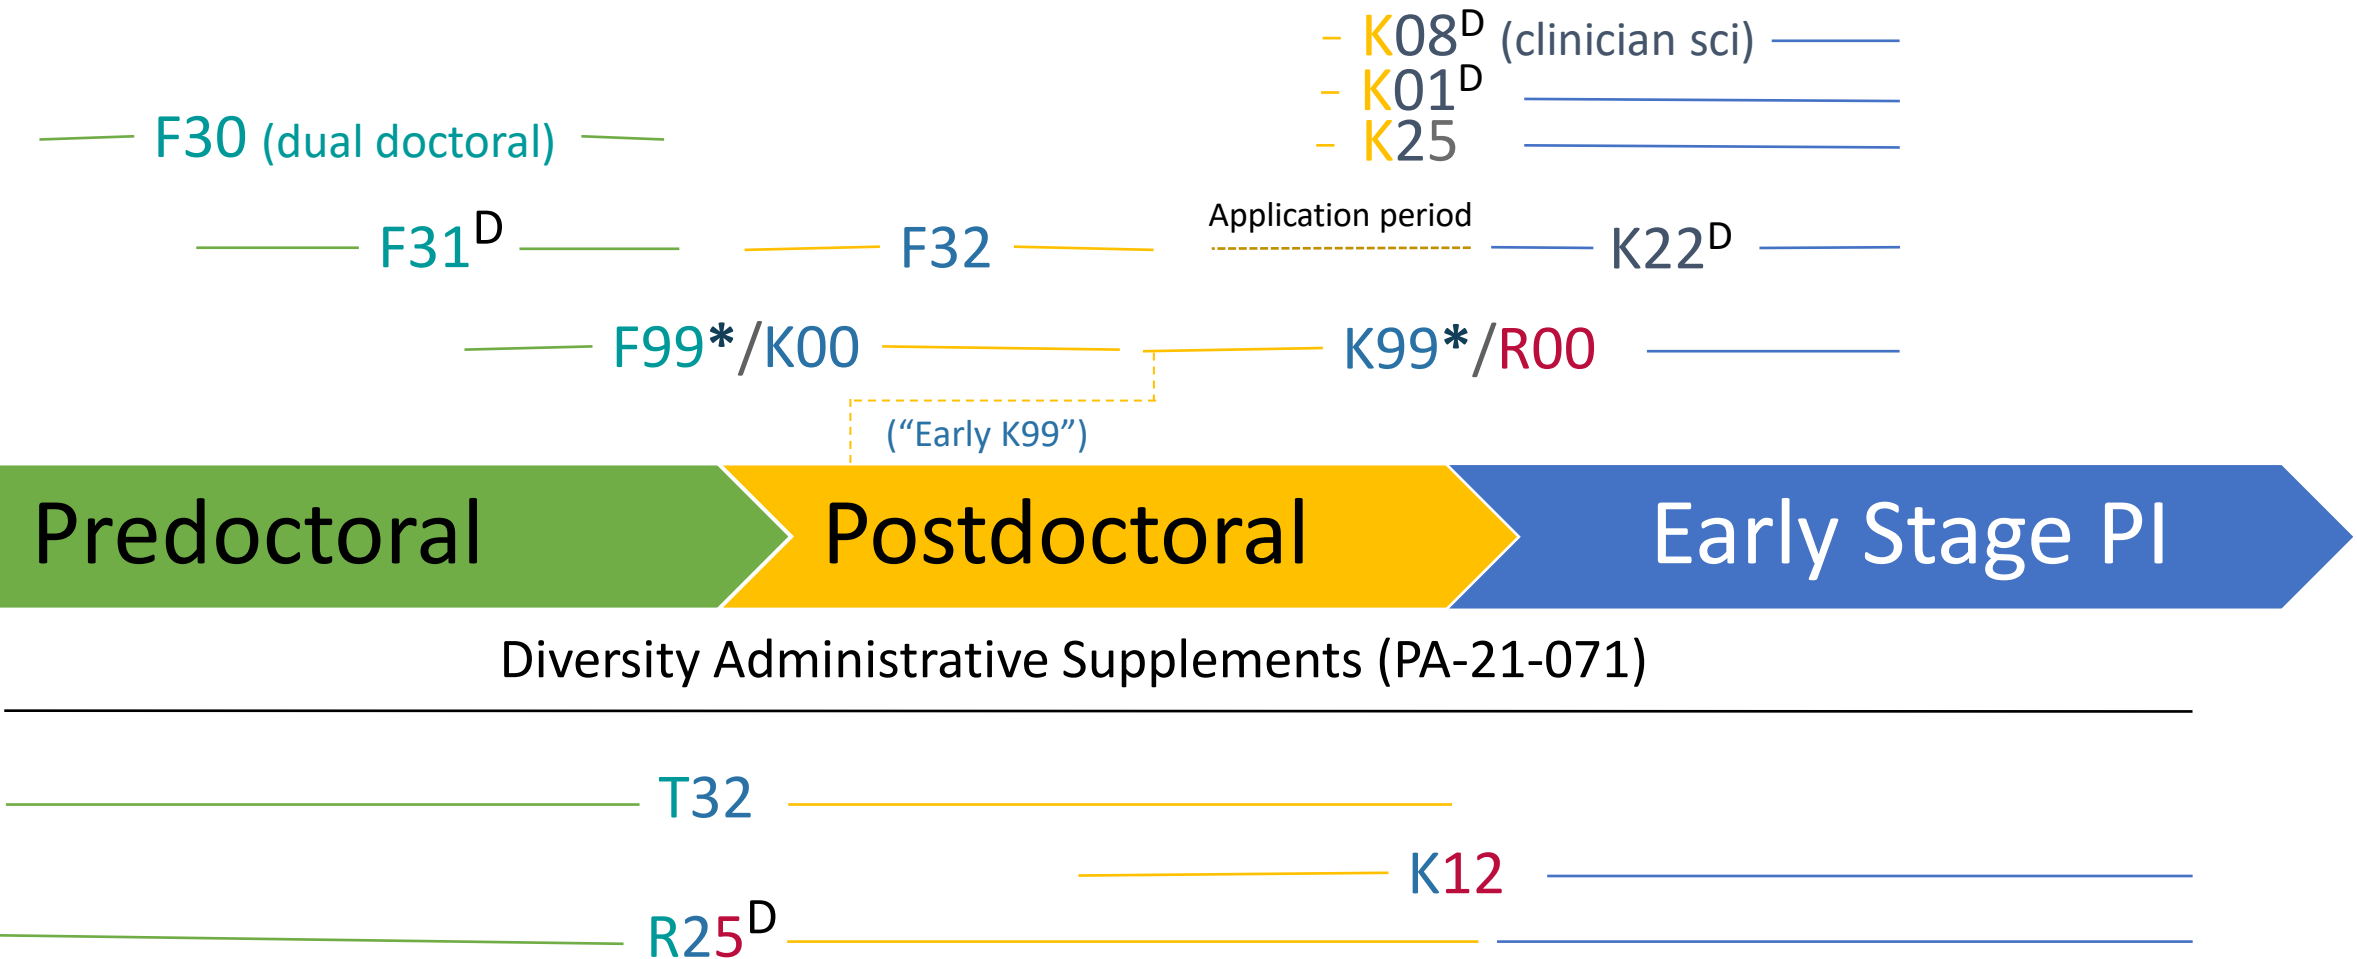 K08ᴰ (clinician sci)
K01ᴰ
K25
F30 (dual doctoral)
Application period
F31ᴰ F32 K22ᴰ
F99*/K00 K99*/R00
(“Early K99”)
Predoctoral Postdoctoral Early Stage PI
Diversity Administrative Supplements (PA-21-071)
T32
K12
R25ᴰ